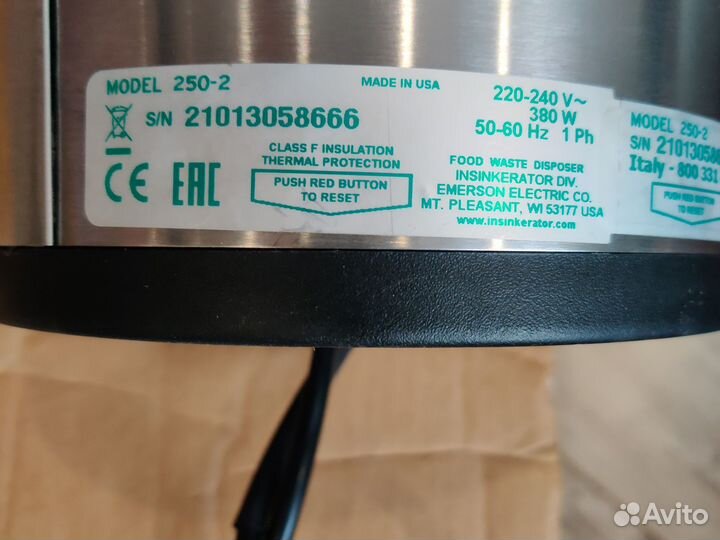 MODEL 250-2
MADE IN USA
S/N 21013058666
220-240 V~
380 W
50-60 Hz 1 Ph
CLASS F INSULATION
THERMAL PROTECTION
CE EAC
PUSH RED BUTTON
TO RESET
FOOD WASTE DISPOSER
INSINKERATOR DIV.
EMERSON ELECTRIC CO.
MT. PLEASANT, WI 53177 USA
www.insinkerator.com
MODEL 250-2
S/N 210130586
Italy - 800 331
PUSH RED BUTTON
TO RESET
Avito